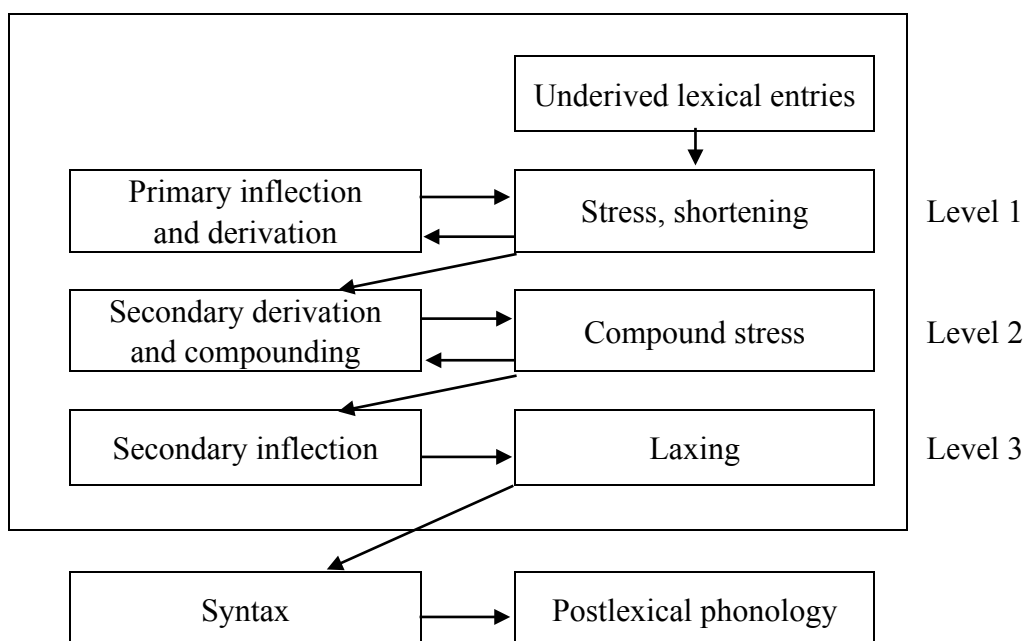 Underived lexical entries
Primary inflection
and derivation
Stress, shortening
Level 1
Secondary derivation
and compounding
Compound stress
Level 2
Secondary inflection
Laxing
Level 3
Syntax
Postlexical phonology